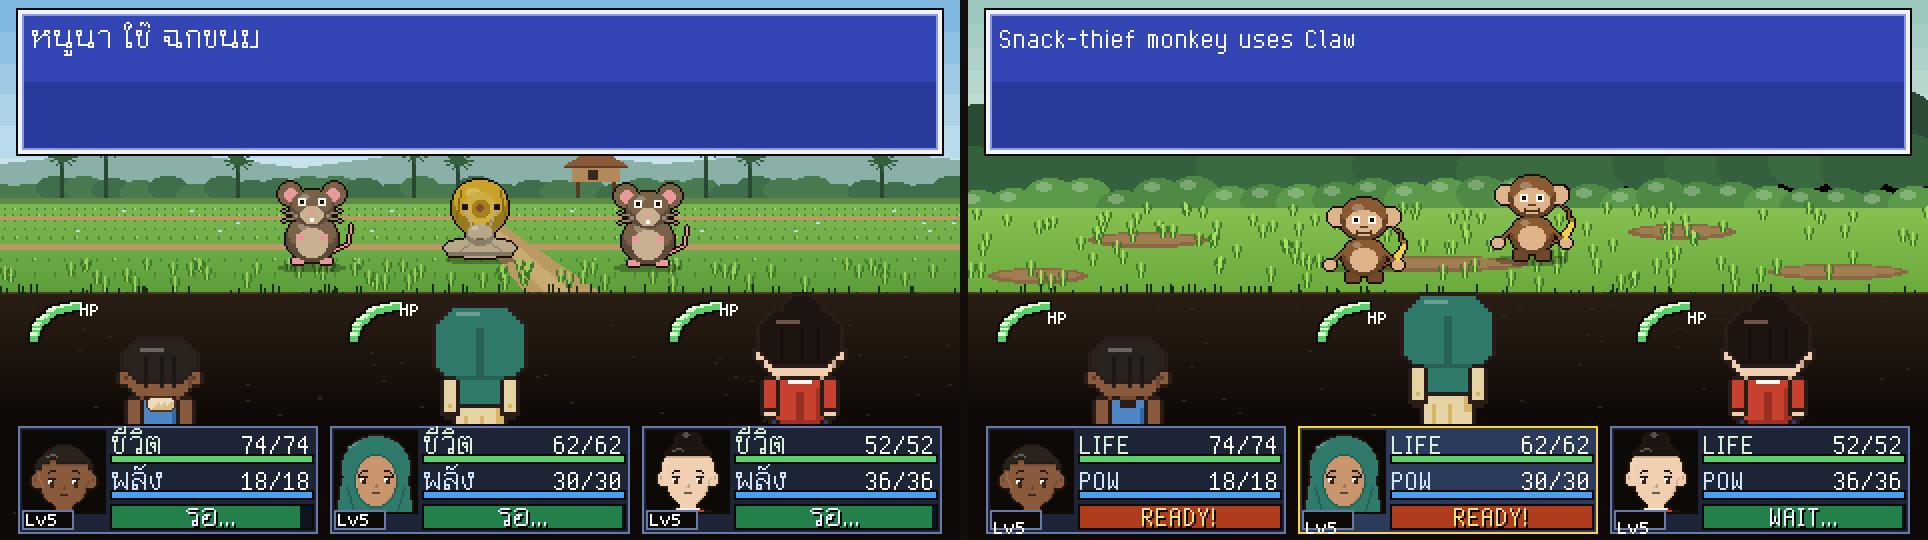 หนูนา ใช้ ฉกขนม
HP
HP
HP
ชีวิต 74/74
พลัง 18/18
Lv5
รอ...
ชีวิต 62/62
พลัง 30/30
Lv5
รอ...
ชีวิต 52/52
พลัง 36/36
Lv5
รอ...
Snack-thief monkey uses Claw
HP
HP
HP
LIFE 74/74
POW 18/18
Lv5
READY!
LIFE 62/62
POW 30/30
Lv5
READY!
LIFE 52/52
POW 36/36
Lv5
WAIT...